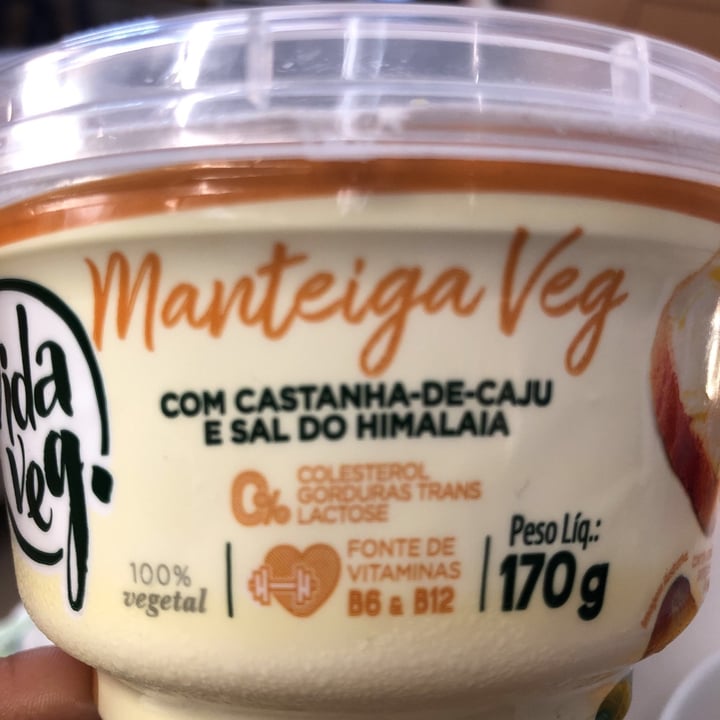 Manteiga Veg
vida
veg.
COM CASTANHA-DE-CAJU
E SAL DO HIMALAIA
0%
COLESTEROL
GORDURAS TRANS
LACTOSE
100%
vegetal
FONTE DE
VITAMINAS
B6 & B12
Peso Líq.:
170g